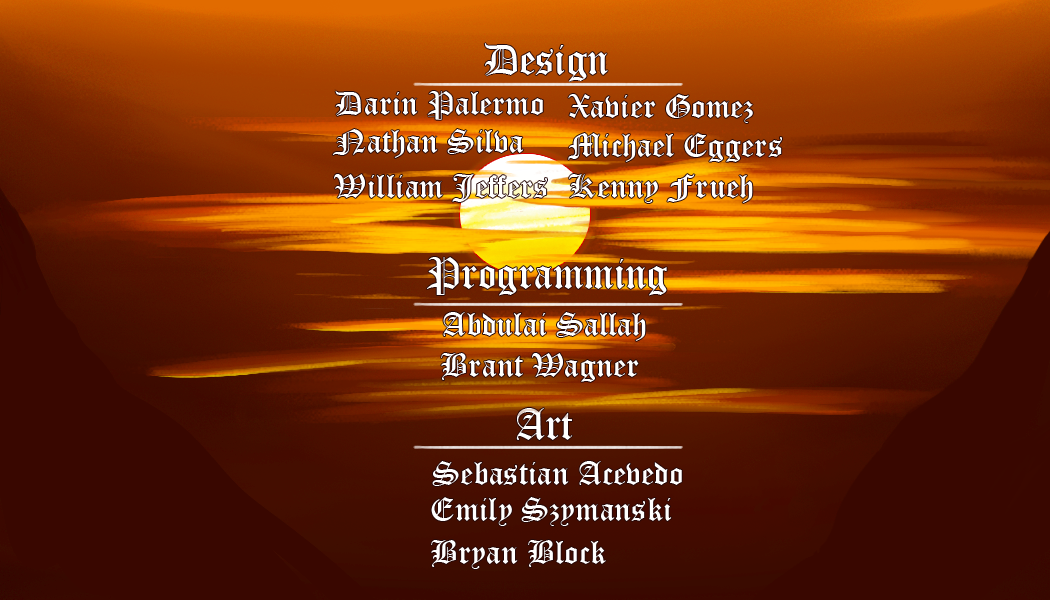 Design
Darin Palermo Xavier Gomez
Nathan Silva Michael Eggers
William Jeffers Kenny Frueh
Programming
Abdulai Sallah
Brant Wagner
Art
Sebastian Acevedo
Emily Szymanski
Bryan Block